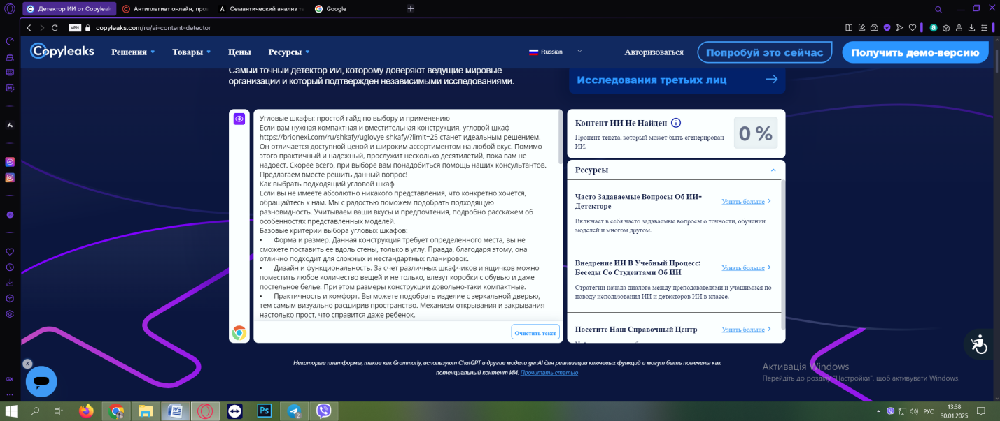 Детектор ИИ от Copyleaks
Антиплагиат онлайн, про
Семантический анализ те
Google
VPN
copyleaks.com/ru/ai-content-detector
Copyleaks
Решения
Товары
Цены
Ресурсы
Russian
Авторизоваться
Попробуй это сейчас
Получить демо-версию
Самый точный детектор ИИ, которому доверяют ведущие мировые
организации и который подтвержден независимыми исследованиями.
Исследования третьих лиц
Угловые шкафы: простой гайд по выбору и применению
Если вам нужная компактная и вместительная конструкция, угловой шкаф
https://brionexi.com/ru/shkafy/uglovye-shkafy/?limit=25 станет идеальным решением.
Он отличается доступной ценой и широким ассортиментом на любой вкус. Помимо
этого практичный и надежный, прослужит несколько десятилетий, пока вам не
надоест. Скорее всего, при выборе вам понадобиться помощь наших консультантов.
Предлагаем вместе решить данный вопрос!
Как выбрать подходящий угловой шкаф
Если вы не имеете абсолютно никакого представления, что конкретно хочется,
обращайтесь к нам. Мы с радостью поможем подобрать подходящую
разновидность. Учитываем ваши вкусы и предпочтения, подробно расскажем об
особенностях представленных моделей.
Базовые критерии выбора угловых шкафов:
• Форма и размер. Данная конструкция требует определенного места, вы не
сможете поставить ее вдоль стены, только в углу. Правда, благодаря этому, она
отлично подходит для сложных и нестандартных планировок.
• Дизайн и функциональность. За счет различных шкафчиков и ящичков можно
поместить любое количество вещей и не только, влезут коробки с обувью и даже
постельное белье. При этом размеры конструкции довольно-таки компактные.
• Практичность и комфорт. Вы можете подобрать изделие с зеркальной дверью,
тем самым визуально расширив пространство. Механизм открывания и закрывания
настолько прост, что справится даже ребенок.
Очистить текст
Контент ИИ Не Найден
Процент текста, который может быть сгенерирован
ИИ.
0 %
Ресурсы
Часто Задаваемые Вопросы Об ИИ-
Детекторе
Узнать больше
Включает в себя часто задаваемые вопросы о точности, обучении
моделей и многом другом.
Внедрение ИИ В Учебный Процесс:
Беседы Со Студентами Об ИИ
Узнать больше
Стратегии начала диалога между преподавателями и учащимися по
поводу использования ИИ и детекторов ИИ в классе.
Посетите Наш Справочный Центр
Узнать больше
Некоторые платформы, такие как Grammarly, используют ChatGPT и другие модели genAI для реализации ключевых функций и могут быть помечены как
потенциальный контент ИИ. Прочитать статью
Активація Windows
Перейдіть до розділу "Настройки", щоб активувати Windows.
x
GX
Ps
2
РУС
13:38
30.01.2025